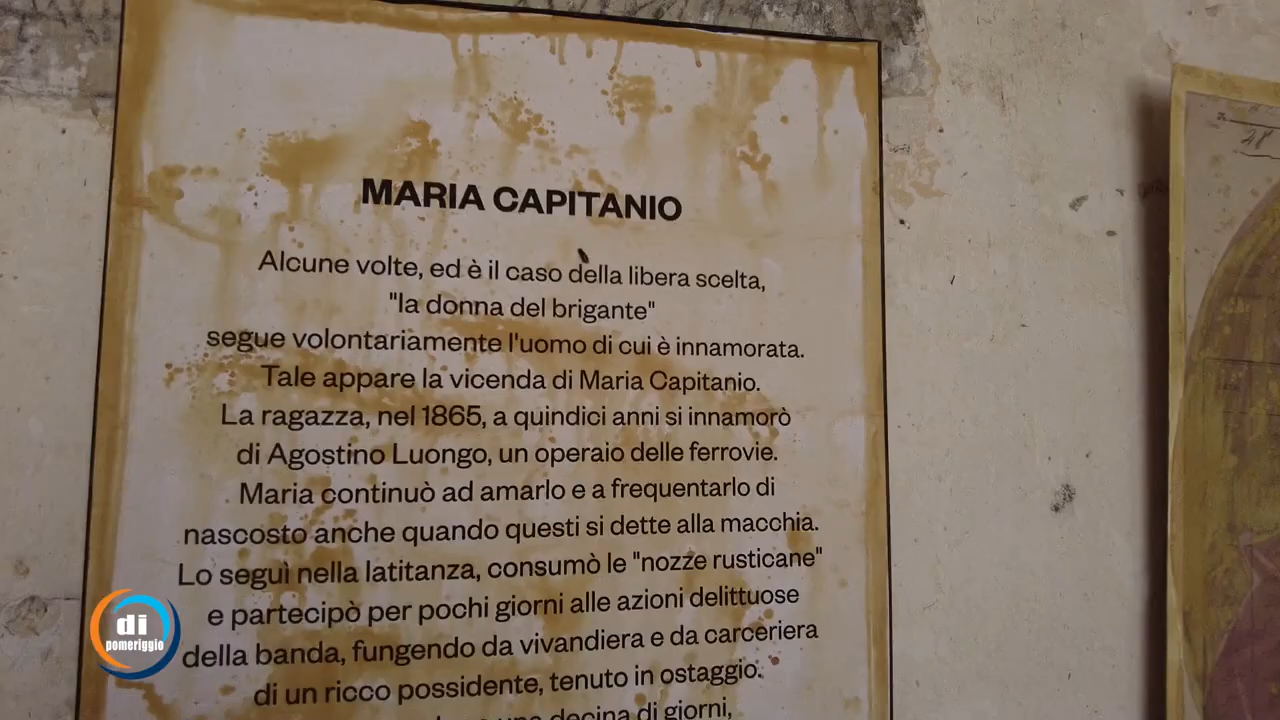 MARIA CAPITANIO
Alcune volte, ed è il caso della libera scelta,
"la donna del brigante"
segue volontariamente l'uomo di cui è innamorata.
Tale appare la vicenda di Maria Capitanio.
La ragazza, nel 1865, a quindici anni si innamorò
di Agostino Luongo, un operaio delle ferrovie.
Maria continuò ad amarlo e a frequentarlo di
nascosto anche quando questi si dette alla macchia.
Lo seguì nella latitanza, consumò le "nozze rusticane"
e partecipò per pochi giorni alle azioni delittuose
della banda, fungendo da vivandiera e da carceriera
di un ricco possidente, tenuto in ostaggio.
una decina di giorni,
di
pomeriggio